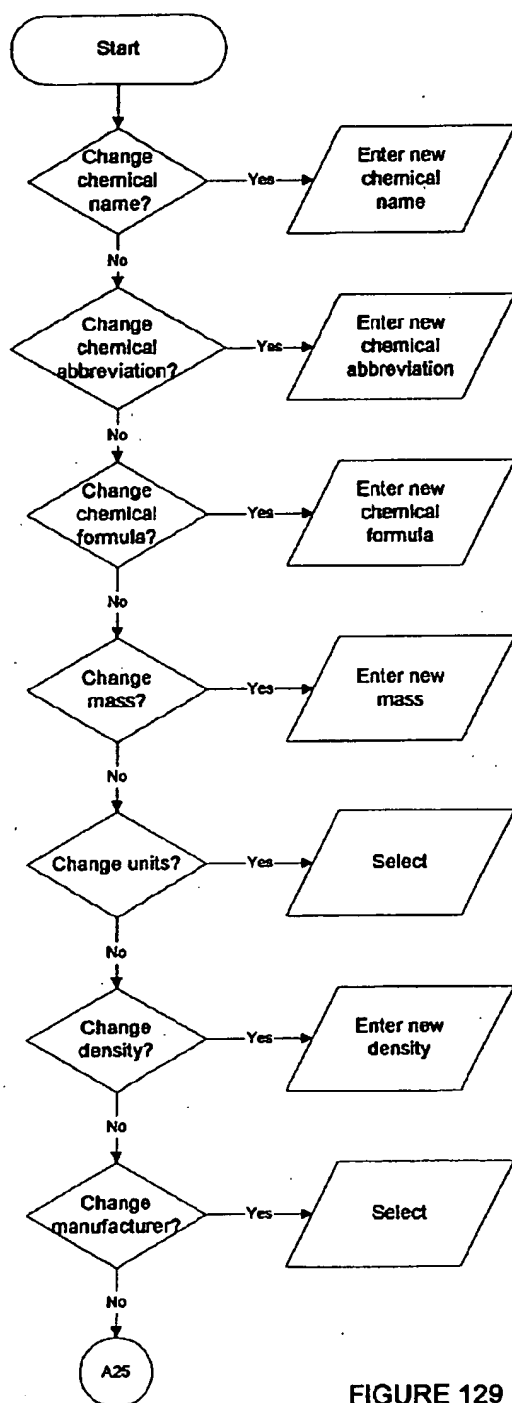 Start
Change
chemical
name?
Yes
Enter new
chemical
name
No
Change
chemical
abbreviation?
Yes
Enter new
chemical
abbreviation
No
Change
chemical
formula?
Yes
Enter new
chemical
formula
No
Change
mass?
Yes
Enter new
mass
No
Change units?
Yes
Select
No
Change
density?
Yes
Enter new
density
No
Change
manufacturer?
Yes
Select
No
A25
FIGURE 129